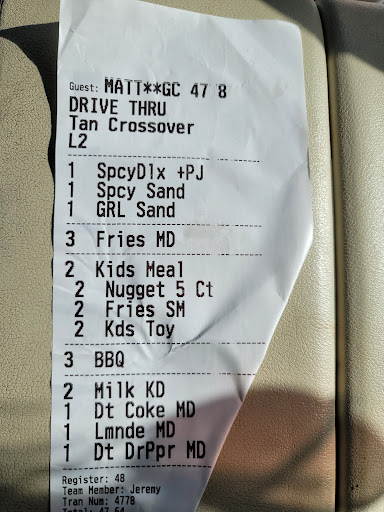 Guest: MATT**GC 47 8
DRIVE THRU
Tan Crossover
L2
1 SpcyDlx +PJ
1 Spcy Sand
1 GRL Sand
3 Fries MD
2 Kids Meal
2 Nugget 5 Ct
2 Fries SM
2 Kds Toy
3 BBQ
2 Milk KD
1 Dt Coke MD
1 Lmnde MD
1 Dt DrPpr MD
Register: 48
Team Member: Jeremy
Tran Num: 4778
Total: 47.64